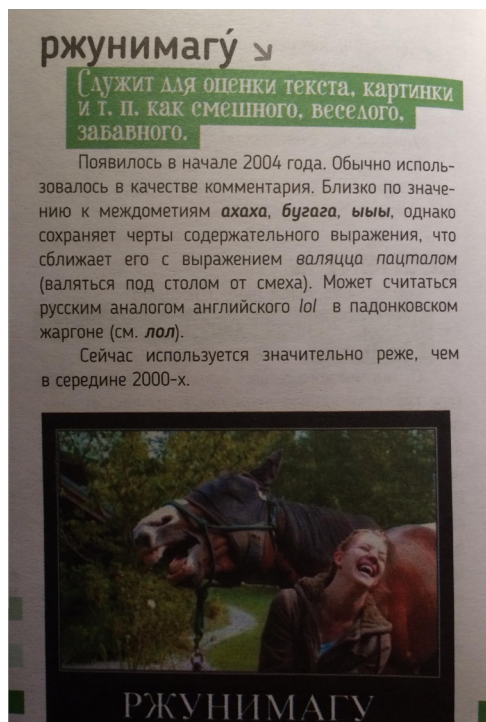 ржунимагу́ ↘
Служит для оценки текста, картинки
и т. п. как смешного, веселого,
забавного.
Появилось в начале 2004 года. Обычно исполь-
зовалось в качестве комментария. Близко по значе-
нию к междометиям ахаха, бугага, ыыы, однако
сохраняет черты содержательного выражения, что
сближает его с выражением валяцца пацталом
(валяться под столом от смеха). Может считаться
русским аналогом английского lol в падонковском
жаргоне (см. лол).
Сейчас используется значительно реже, чем
в середине 2000-х.
РЖУНИМАГУ